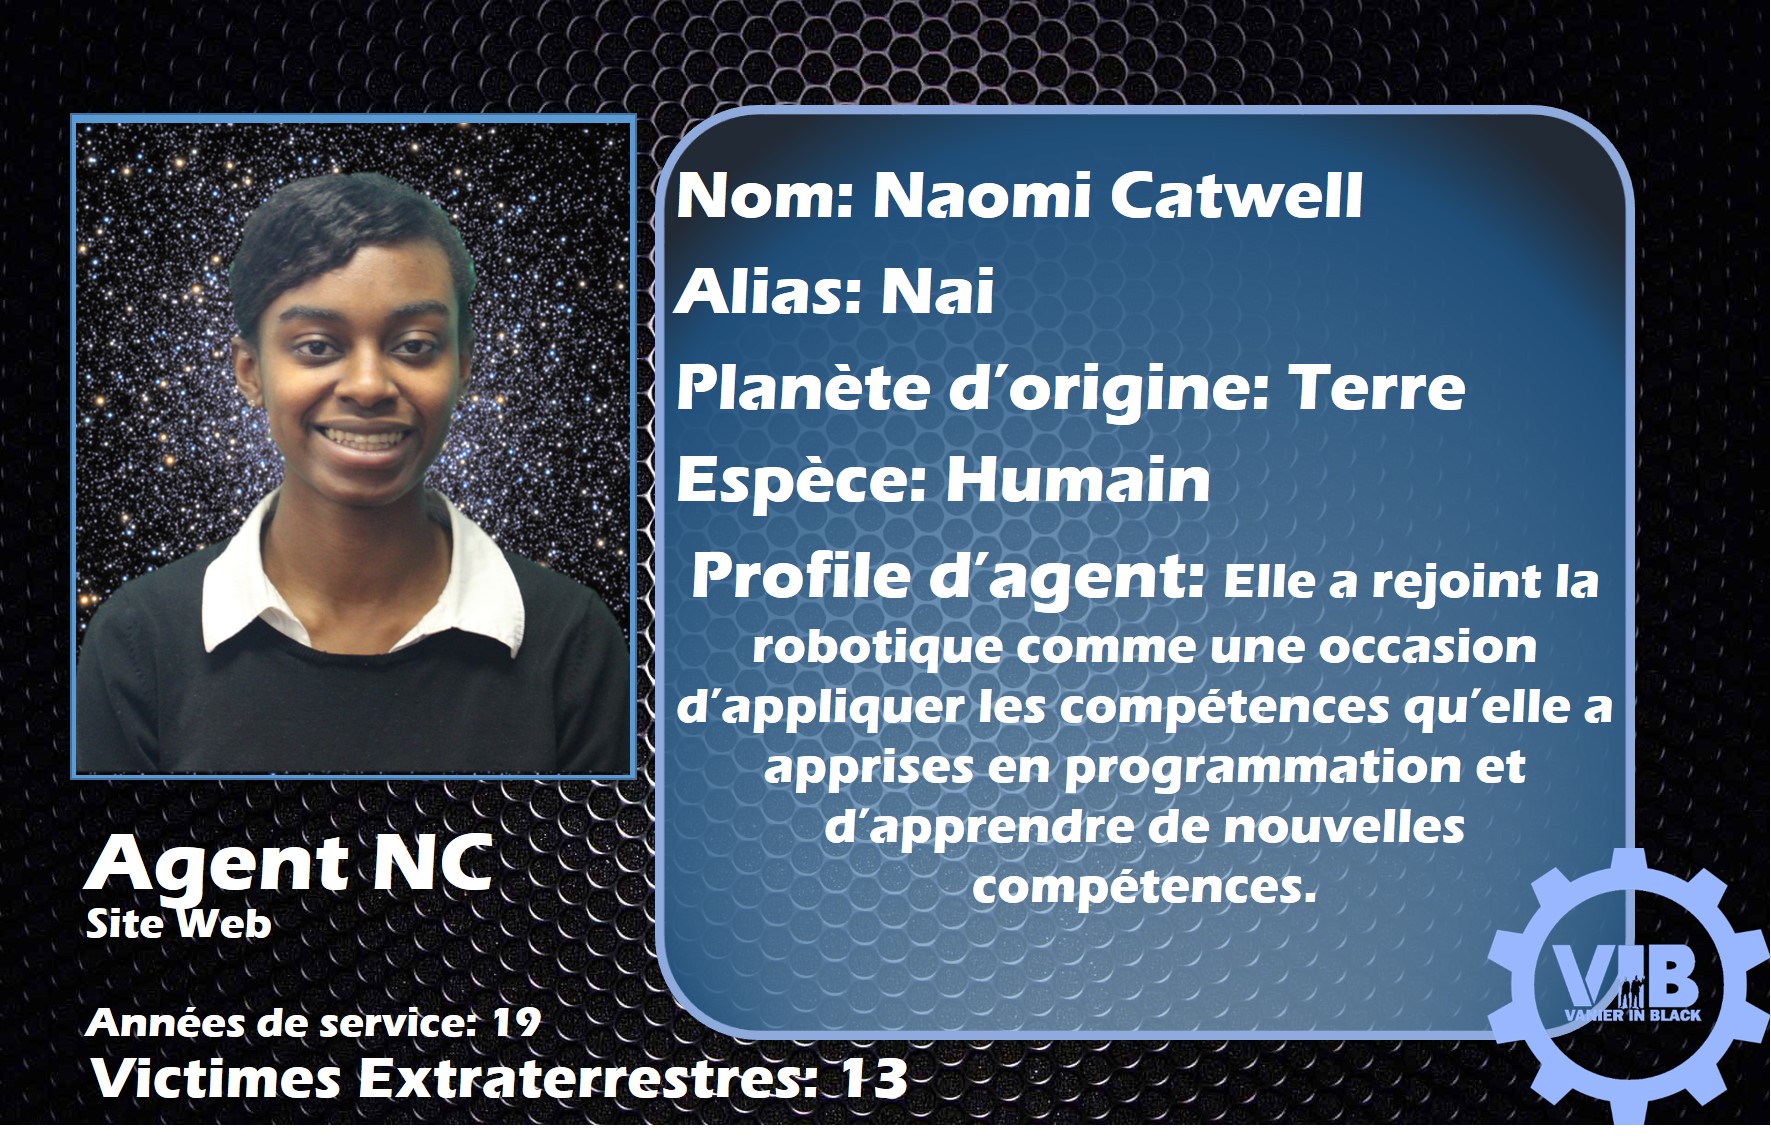 Nom: Naomi Catwell
Alias: Nai
Planète d’origine: Terre
Espèce: Humain
Profile d’agent: Elle a rejoint la
robotique comme une occasion
d’appliquer les compétences qu’elle a
apprises en programmation et
d’apprendre de nouvelles
compétences.
Agent NC
Site Web
Années de service: 19
Victimes Extraterrestres: 13
VIB
VANIER IN BLACK